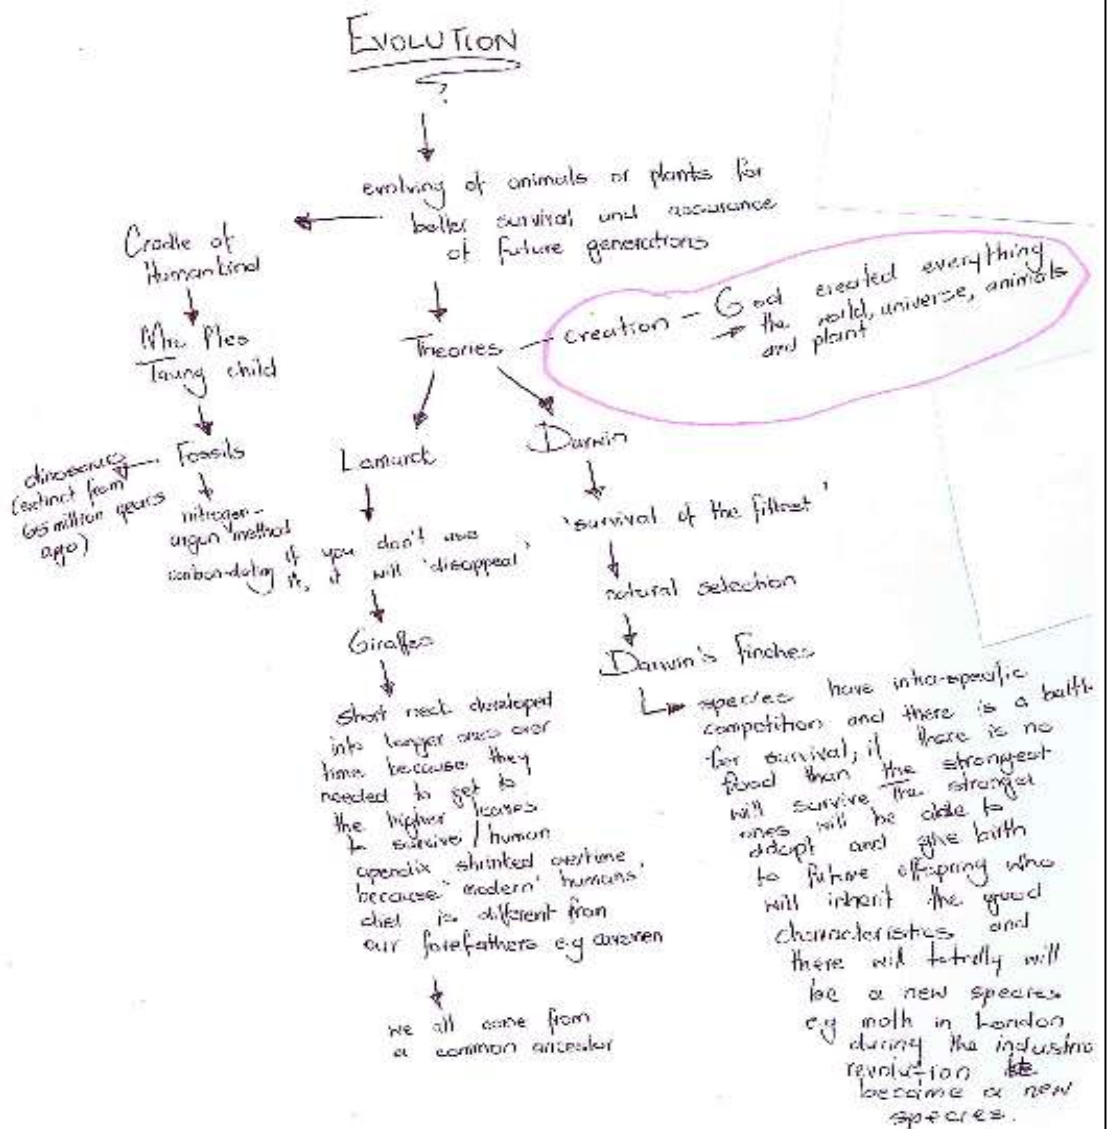 EVOLUTION
?
evolving of animals or plants for
better survival and assurance
of future generations
Cradle of
Humankind
Mrs Ples
Taung child
Fossils
dinosaurus
(extinct from
65 million years
ago)
nitrogen-
argon method
carbon-dating
Theories
creation - God created everything
the world, universe, animals
and plant
Lamarck
if you don't use
it, it will 'disappear'
Giraffes
short neck developed
into longer ones over
time because they
needed to get to
the higher leaves
to survive / human
apendix shrinked overtime
because 'modern' humans'
diet is different from
our forefathers e.g cavemen
we all come from
a common ancestor
Darwin
'survival of the fittest'
natural selection
Darwin's Finches
species have intra-specific
competition and there is a battle
for survival, if there is no
food than the strongest
will survive The stronger
ones will be able to
adapt and give birth
to future offspring who
will inherit the good
characteristics and
there will totally will
be a new species
e.g moth in London
during the industria
revolution
became a new
species.